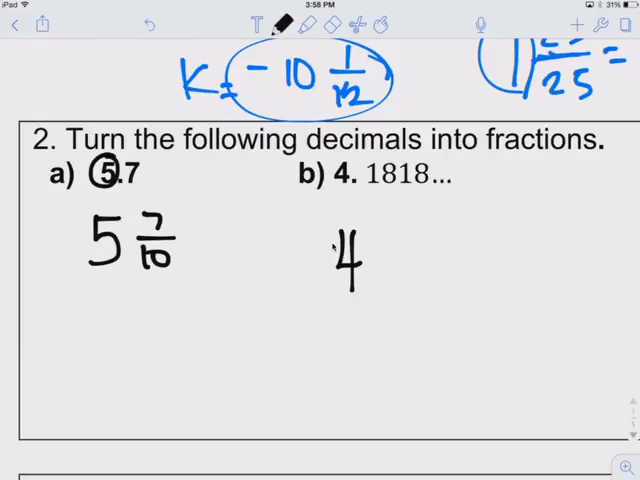 iPad 3:58 PM 31%
T
K = -10 1/12 1 /25 =
2. Turn the following decimals into fractions.
a) 5.7 b) 4. 1818...
5 7/10 4